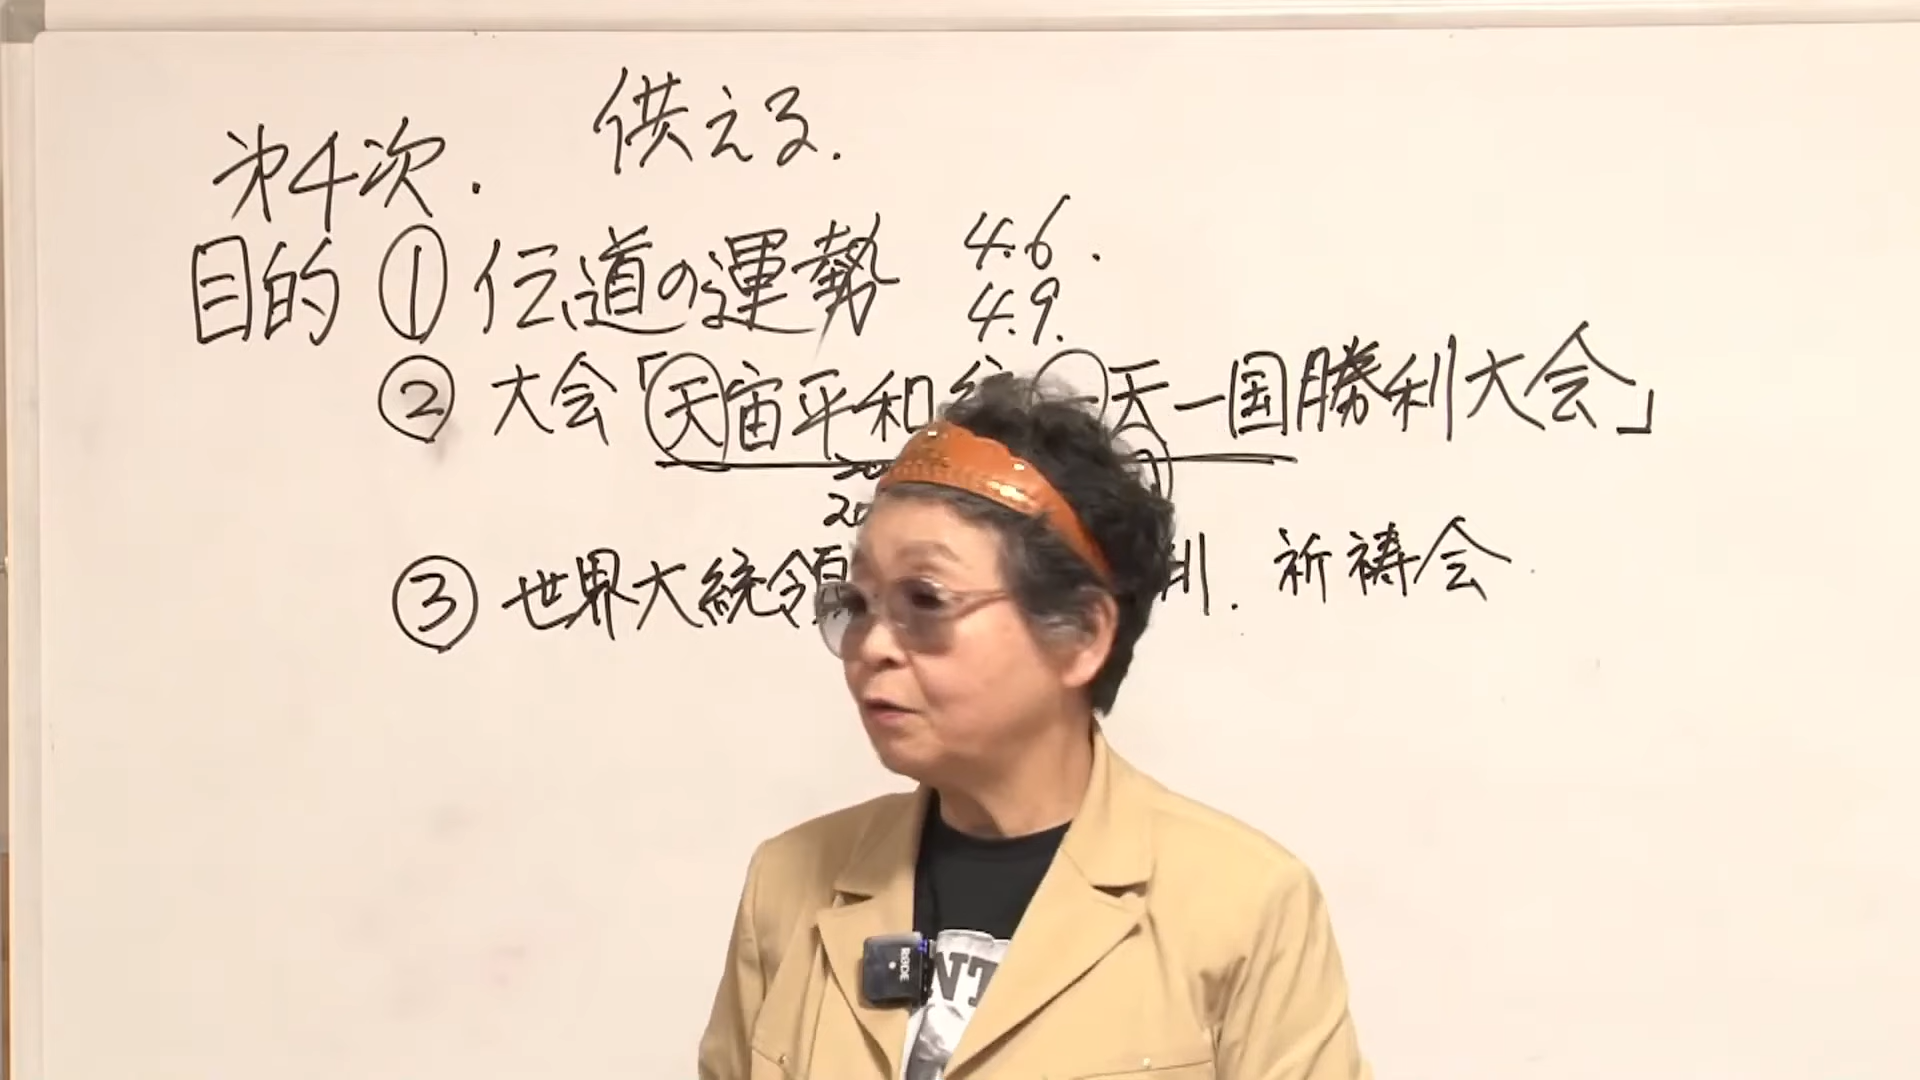 供える.
第4次.
目的 ① 伝道の運勢 4.6.
4.9.
② 大会「天宙平和統一 天一国勝利大会」
③ 世界大統領 利. 祈祷会
RØDE